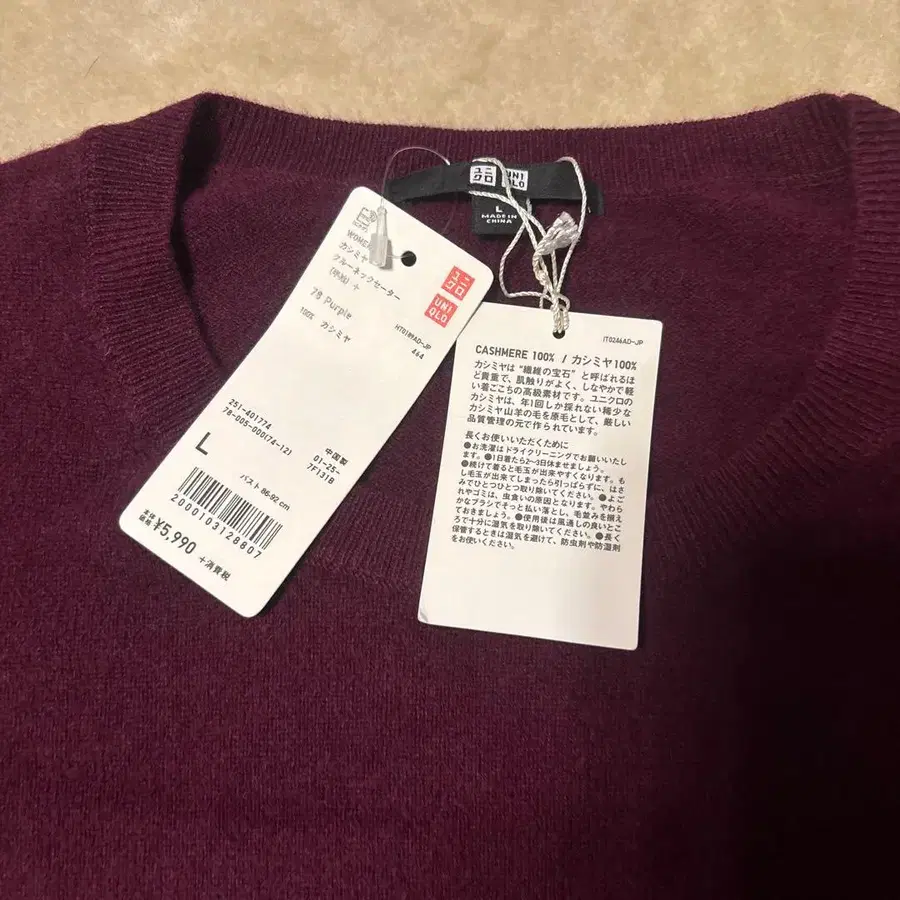 ユニ
クロ
UNI
QLO
L
MADE IN
CHINA
カシミヤ
クルーネックセーター
78 Purple
100% カシミヤ
HT0189AD-JP
464
ユニ
クロ
UNI
QLO
251-401774
78-005-000(74-12)
L
中国製
01-25-
7F131B
バスト 86-92 cm
2000103128807
本体
価格 ¥5,990 +消費税
IT0246AD-JP
CASHMERE 100% / カシミヤ100%
カシミヤは“繊維の宝石”と呼ばれるほ
ど貴重で、肌触りがよく、しなやかで軽
い着ごこちの高級素材です。ユニクロの
カシミヤは、年1回しか採れない稀少な
カシミヤ山羊の毛を原毛として、厳しい
品質管理の元で作られています。
長くお使いいただくために
●お洗濯はドライクリーニングでお願いいたし
ます。●1日着たら2~3日休ませましょう。
●続けて着ると毛玉が出来やすくなります。も
し毛玉が出来てしまったら引っぱらずに、はさ
みでひとつひとつ取り除いてください。●よご
れやゴミは、虫食いの原因となります。やわら
かなブラシでそっと払い落とし、毛並みを揃え
ておきましょう。●使用後は風通しの良いとこ
ろで十分に湿気を取り除いてください。●長く
保管するときは湿気を避けて、防虫剤や防湿剤
をお使いください。